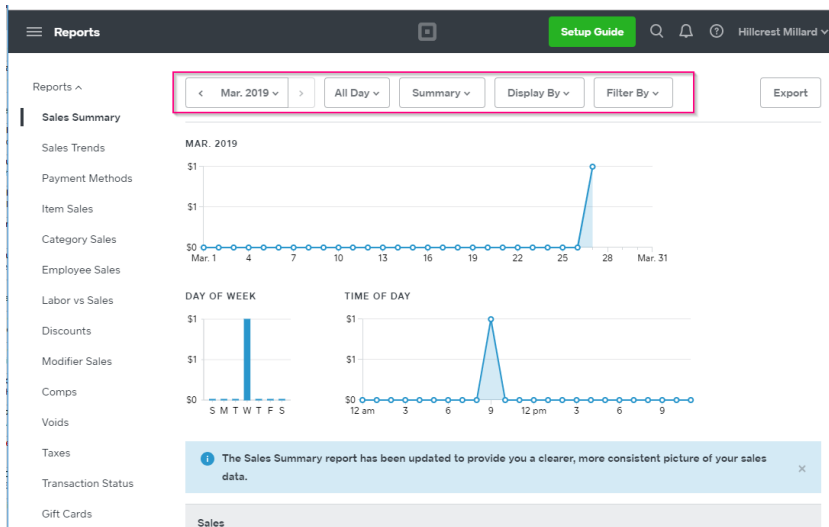 Reports
Setup Guide
Hillcrest Millard
Reports
Sales Summary
Sales Trends
Payment Methods
Item Sales
Category Sales
Employee Sales
Labor vs Sales
Discounts
Modifier Sales
Comps
Voids
Taxes
Transaction Status
Gift Cards
Mar. 2019
All Day
Summary
Display By
Filter By
Export
MAR. 2019
$1
$1
$0
Mar. 1 4 7 10 13 16 19 22 25 28 Mar. 31
DAY OF WEEK
$1
$1
$0
S M T W T F S
TIME OF DAY
$1
$1
$0
12 am 3 6 9 12 pm 3 6 9
The Sales Summary report has been updated to provide you a clearer, more consistent picture of your sales
data.
Sales